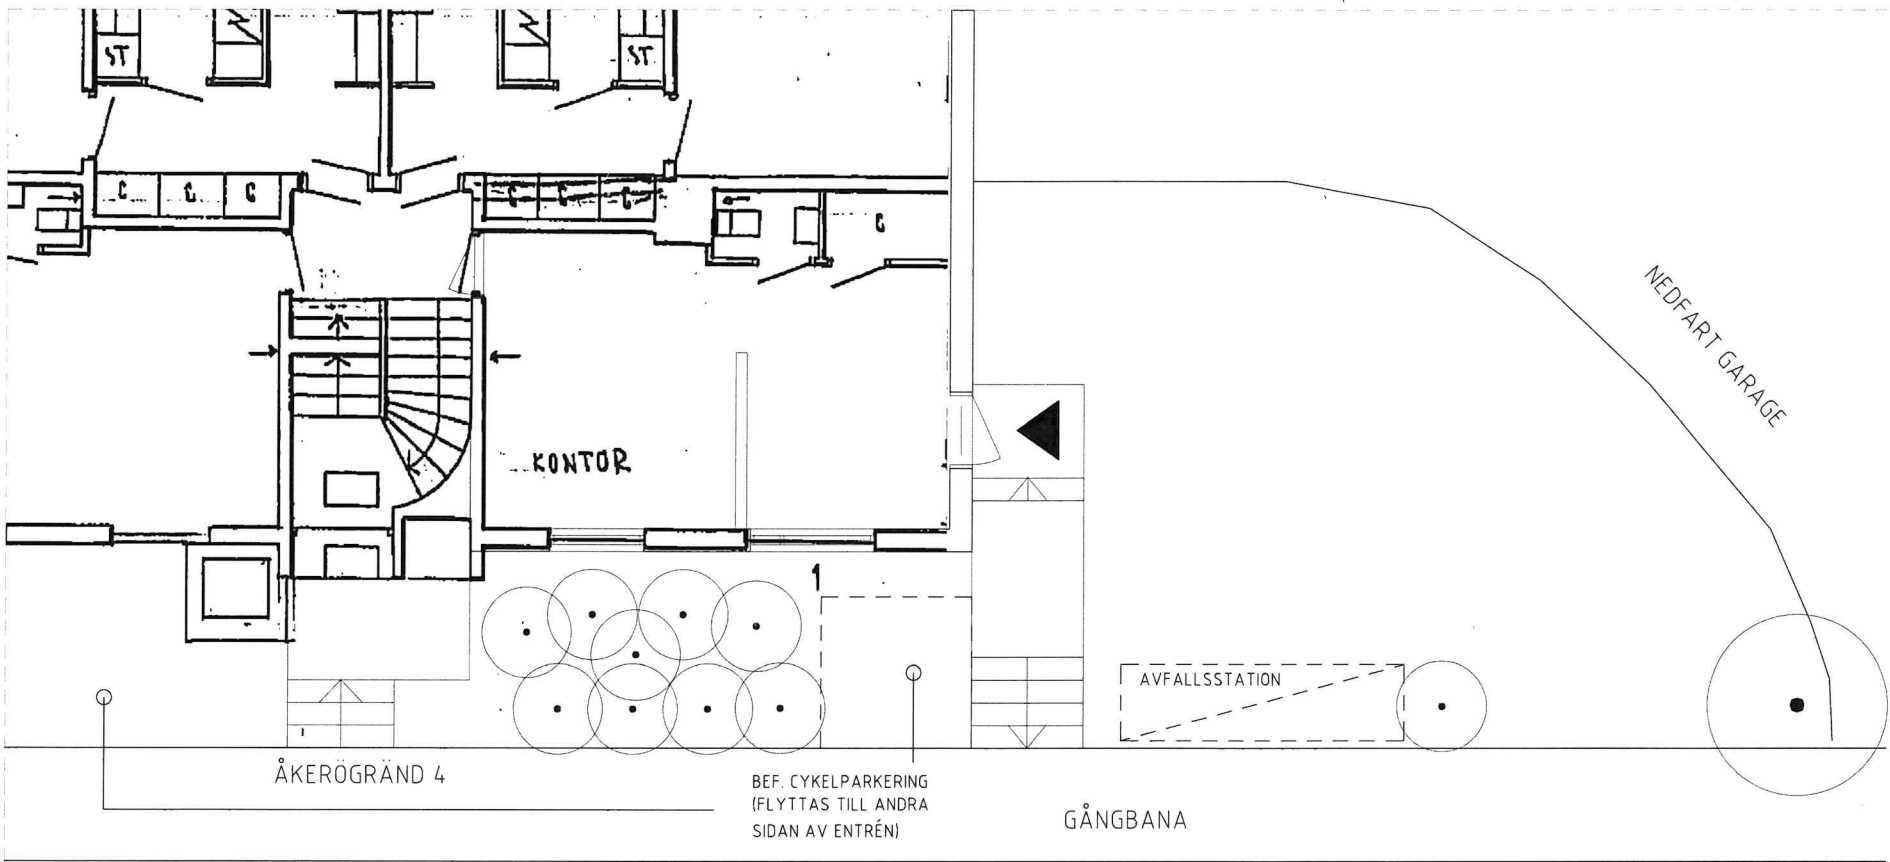 ST
ST
C
C
C
C
C
C
C
NEDFART GARAGE
KONTOR
1
AVFALLSSTATION
ÅKERÖGRÄND 4
BEF. CYKELPARKERING
(FLYTTAS TILL ANDRA
SIDAN AV ENTRÉN)
GÅNGBANA